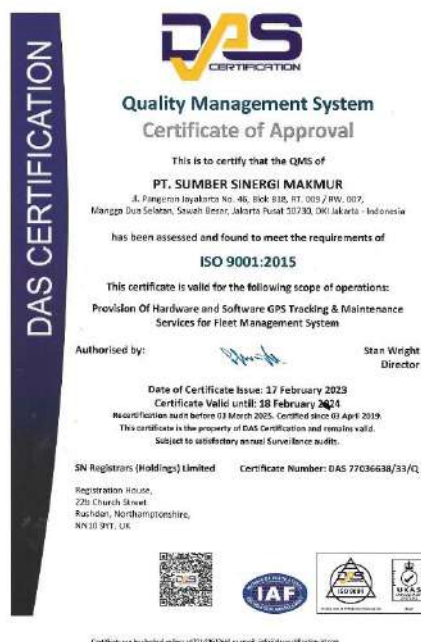 DAS
CERTIFICATION
DAS CERTIFICATION
Quality Management System
Certificate of Approval
This is to certify that the QMS of
PT. SUMBER SINERGI MAKMUR
Jl. Pangeran Jayakarta No. 46, Blok B18, RT. 009 / RW. 007,
Mangga Dua Selatan, Sawah Besar, Jakarta Pusat 10730, DKI Jakarta - Indonesia
has been assessed and found to meet the requirements of
ISO 9001:2015
This certificate is valid for the following scope of operations:
Provision Of Hardware and Software GPS Tracking & Maintenance
Services for Fleet Management System
Authorised by:
Stan Wright
Director
Date of Certificate Issue: 17 February 2023
Certificate Valid until: 18 February 2024
Recertification audit before 03 March 2025. Certified since 03 April 2019.
This certificate is the property of DAS Certification and remains valid.
Subject to satisfactory annual Surveillance audits.
SN Registrars (Holdings) Limited
Certificate Number: DAS 77036638/33/Q
Registration House,
22b Church Street
Rushden, Northamptonshire,
NN10 9YT, UK
DAS
IAF
DAS
ISO 9001
UKAS